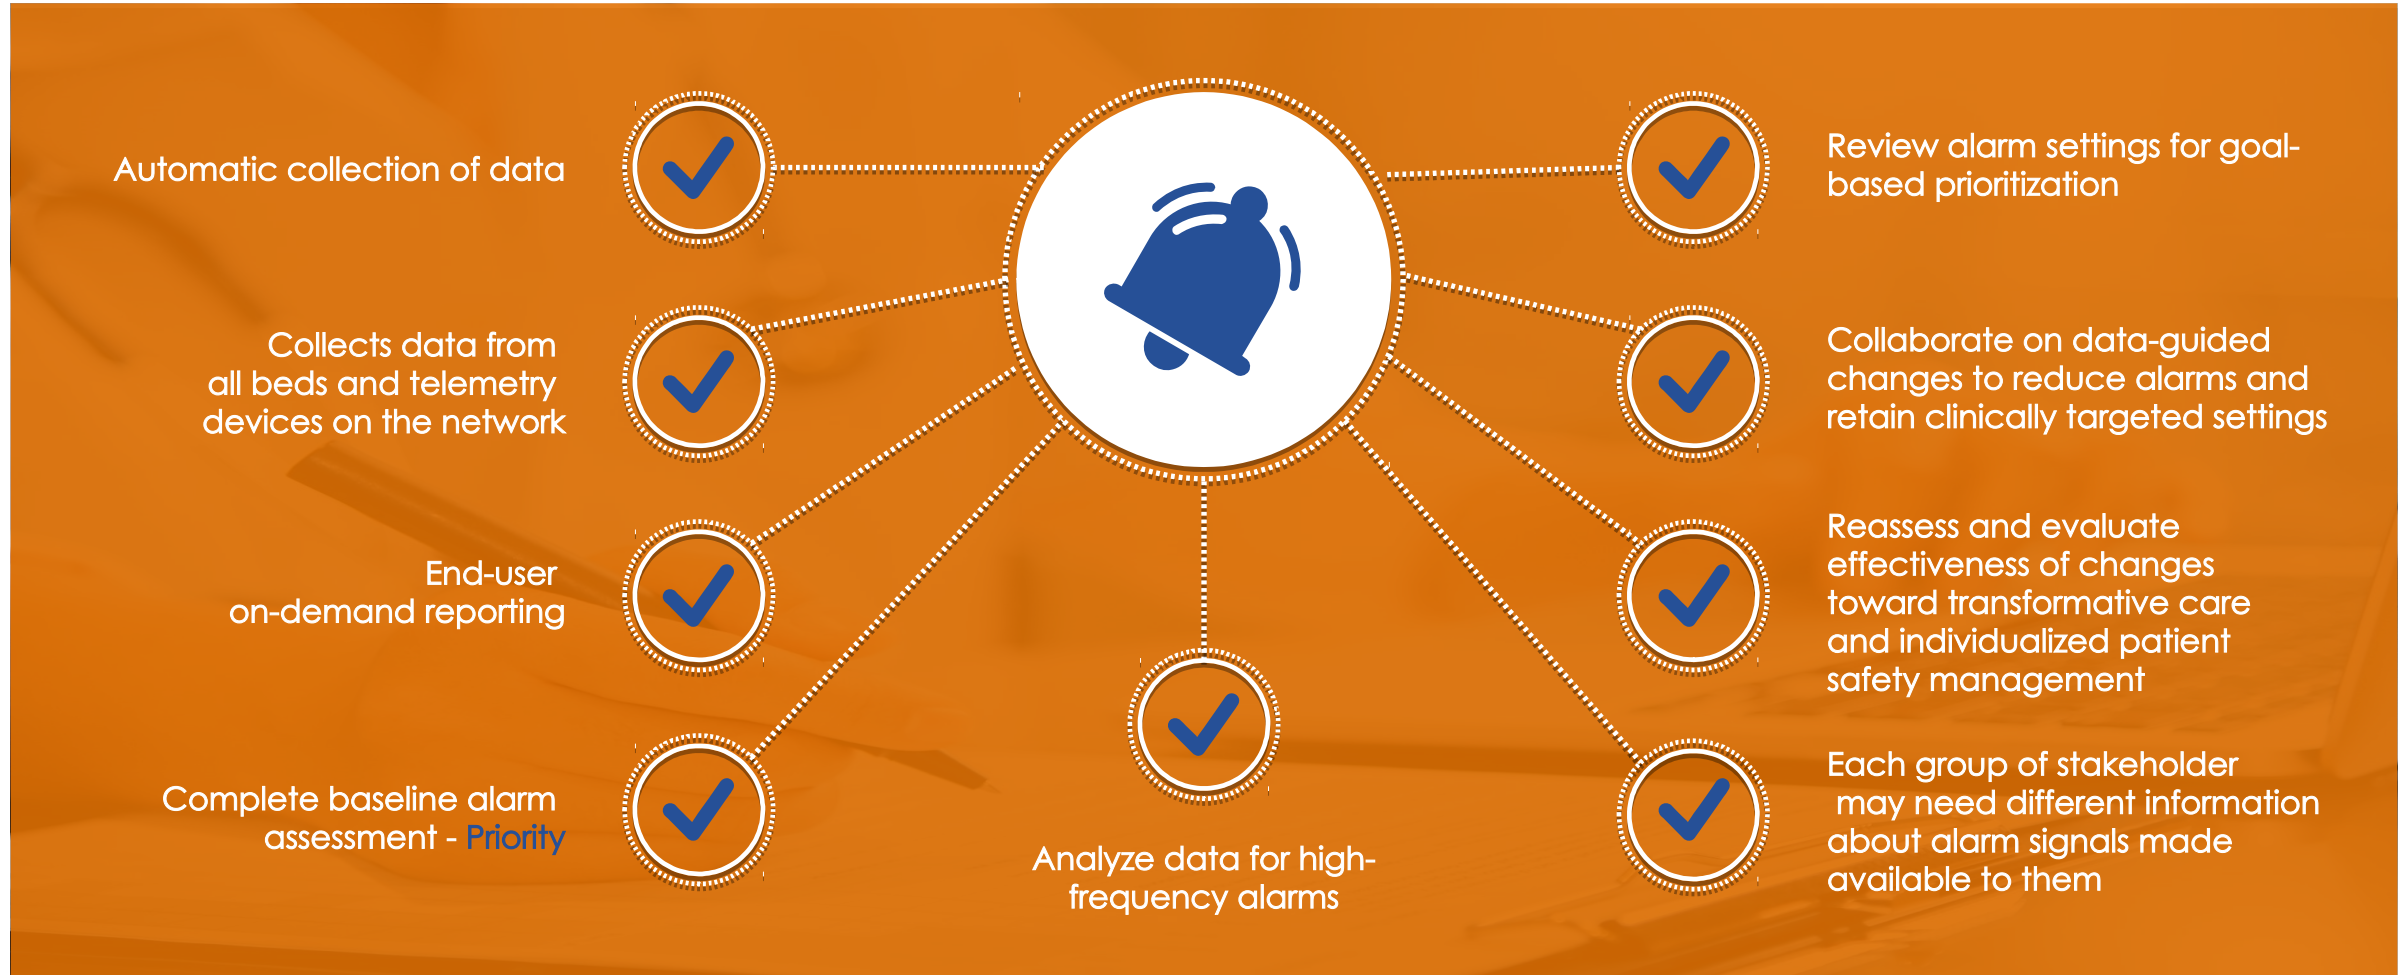 Automatic collection of data
Collects data from
all beds and telemetry
devices on the network
End-user
on-demand reporting
Complete baseline alarm
assessment - Priority
Analyze data for high-
frequency alarms
Review alarm settings for goal-
based prioritization
Collaborate on data-guided
changes to reduce alarms and
retain clinically targeted settings
Reassess and evaluate
effectiveness of changes
toward transformative care
and individualized patient
safety management
Each group of stakeholder
may need different information
about alarm signals made
available to them